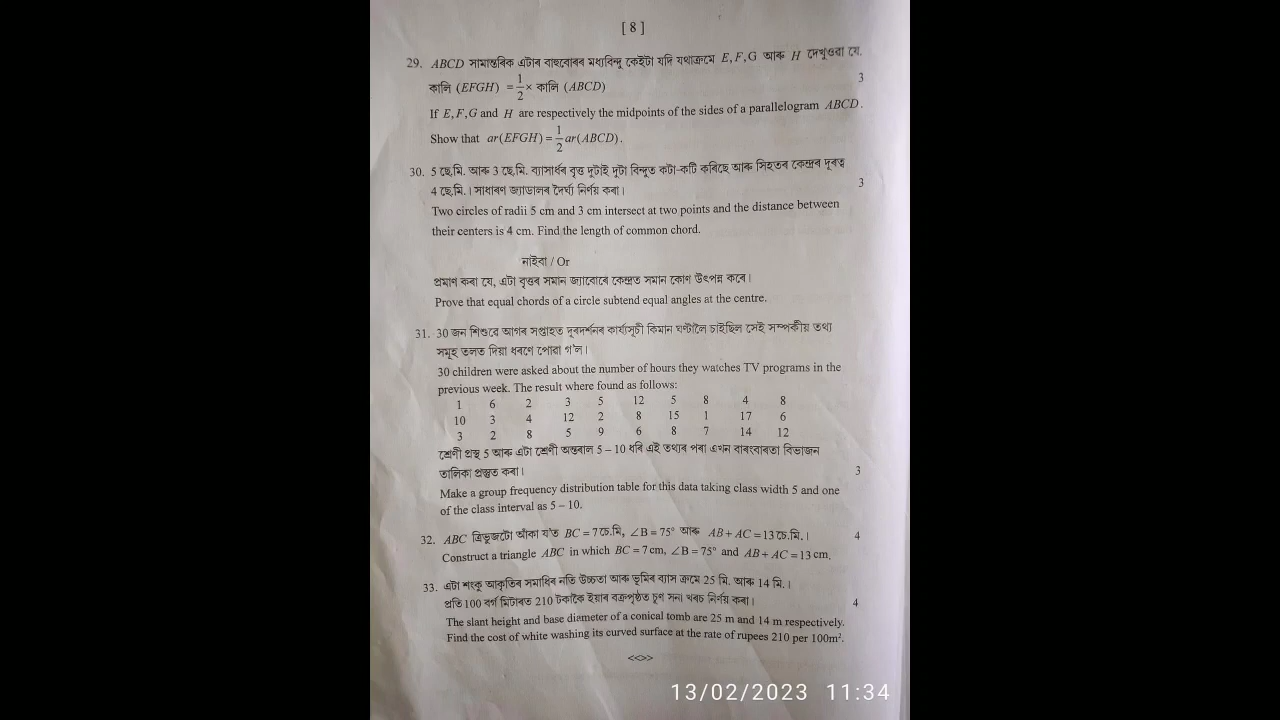 [ 8 ]
29. ABCD সামান্তৰিক এটাৰ বাহুবোৰৰ মধ্যবিন্দু কেইটা যদি যথাক্ৰমে E, F, G আৰু H দেখুওৱা যে,
কালি (EFGH) = 1/2 × কালি (ABCD)
3
If E, F, G and H are respectively the midpoints of the sides of a parallelogram ABCD.
Show that ar(EFGH) = 1/2 ar(ABCD).
30. 5 ছে.মি. আৰু 3 ছে.মি. ব্যাসাৰ্ধৰ বৃত্ত দুটাই দুটা বিন্দুত কটা-কটি কৰিছে আৰু সিহতৰ কেন্দ্ৰৰ দূৰত্ব
4 ছে.মি.। সাধাৰণ জ্যাডালৰ দৈৰ্ঘ্য নিৰ্ণয় কৰা।
3
Two circles of radii 5 cm and 3 cm intersect at two points and the distance between
their centers is 4 cm. Find the length of common chord.
নাইবা / Or
প্ৰমাণ কৰা যে, এটা বৃত্তৰ সমান জ্যাবোৰে কেন্দ্ৰত সমান কোণ উৎপন্ন কৰে।
Prove that equal chords of a circle subtend equal angles at the centre.
31. 30 জন শিশুৱে আগৰ সপ্তাহত দূৰদৰ্শনৰ কাৰ্য্যসূচী কিমান ঘণ্টালৈ চাইছিল সেই সম্পৰ্কীয় তথ্য
সমূহ তলত দিয়া ধৰণে পোৱা গ'ল।
30 children were asked about the number of hours they watches TV programs in the
previous week. The result where found as follows:
1 6 2 3 5 12 5 8 4 8
10 3 4 12 2 8 15 1 17 6
3 2 8 5 9 6 8 7 14 12
শ্ৰেণী প্ৰস্থ 5 আৰু এটা শ্ৰেণী অন্তৰাল 5 – 10 ধৰি এই তথ্যৰ পৰা এখন বাৰংবাৰতা বিভাজন
তালিকা প্ৰস্তুত কৰা।
3
Make a group frequency distribution table for this data taking class width 5 and one
of the class interval as 5 – 10.
32. ABC ত্ৰিভূজটো আঁকা য'ত BC = 7 চে.মি, ∠B = 75° আৰু AB + AC = 13 চে.মি.।
4
Construct a triangle ABC in which BC = 7 cm, ∠B = 75° and AB + AC = 13 cm.
33. এটা শংকু আকৃতিৰ সমাধিৰ নতি উচ্চতা আৰু ভূমিৰ ব্যাস ক্ৰমে 25 মি. আৰু 14 মি.।
প্ৰতি 100 বৰ্গ মিটাৰত 210 টকাকৈ ইয়াৰ বক্ৰপৃষ্ঠত চূণ সনা খৰচ নিৰ্ণয় কৰা।
4
The slant height and base diameter of a conical tomb are 25 m and 14 m respectively.
Find the cost of white washing its curved surface at the rate of rupees 210 per 100m².
<<>>
13/02/2023 11:34